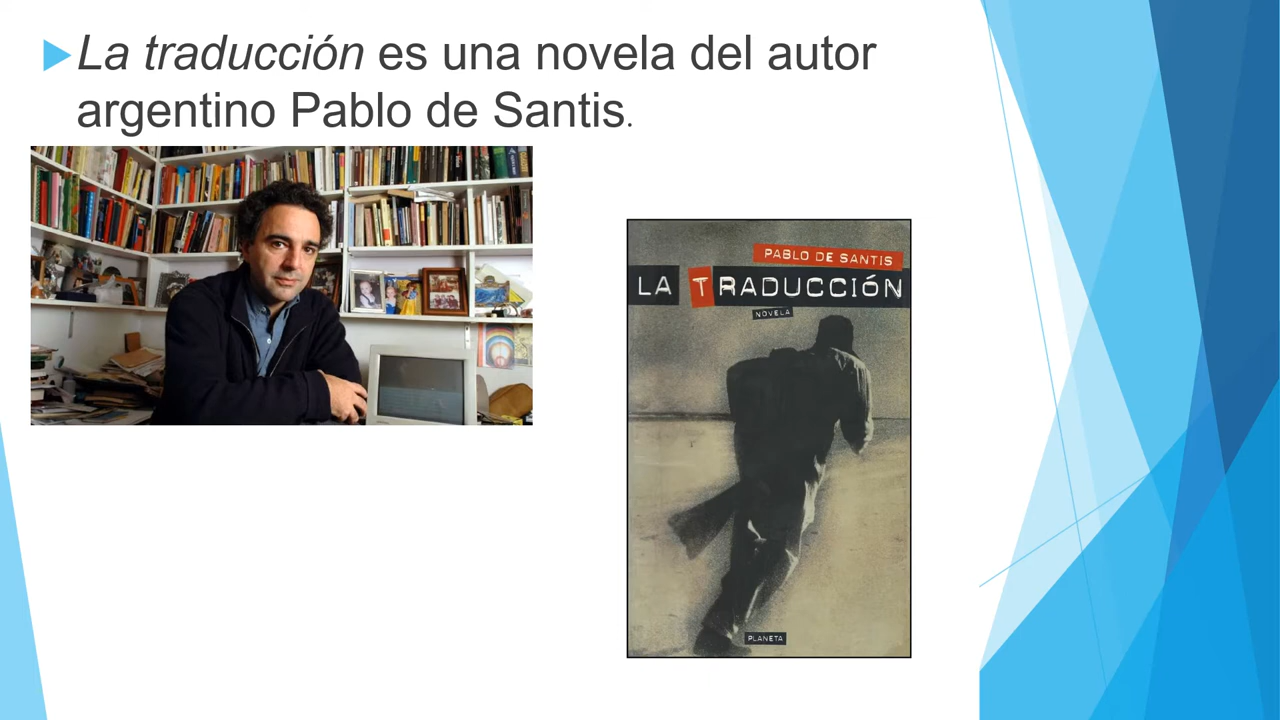 La traducción es una novela del autor
argentino Pablo de Santis.
PABLO DE SANTIS
LA TRADUCCIÓN
NOVELA
PLANETA